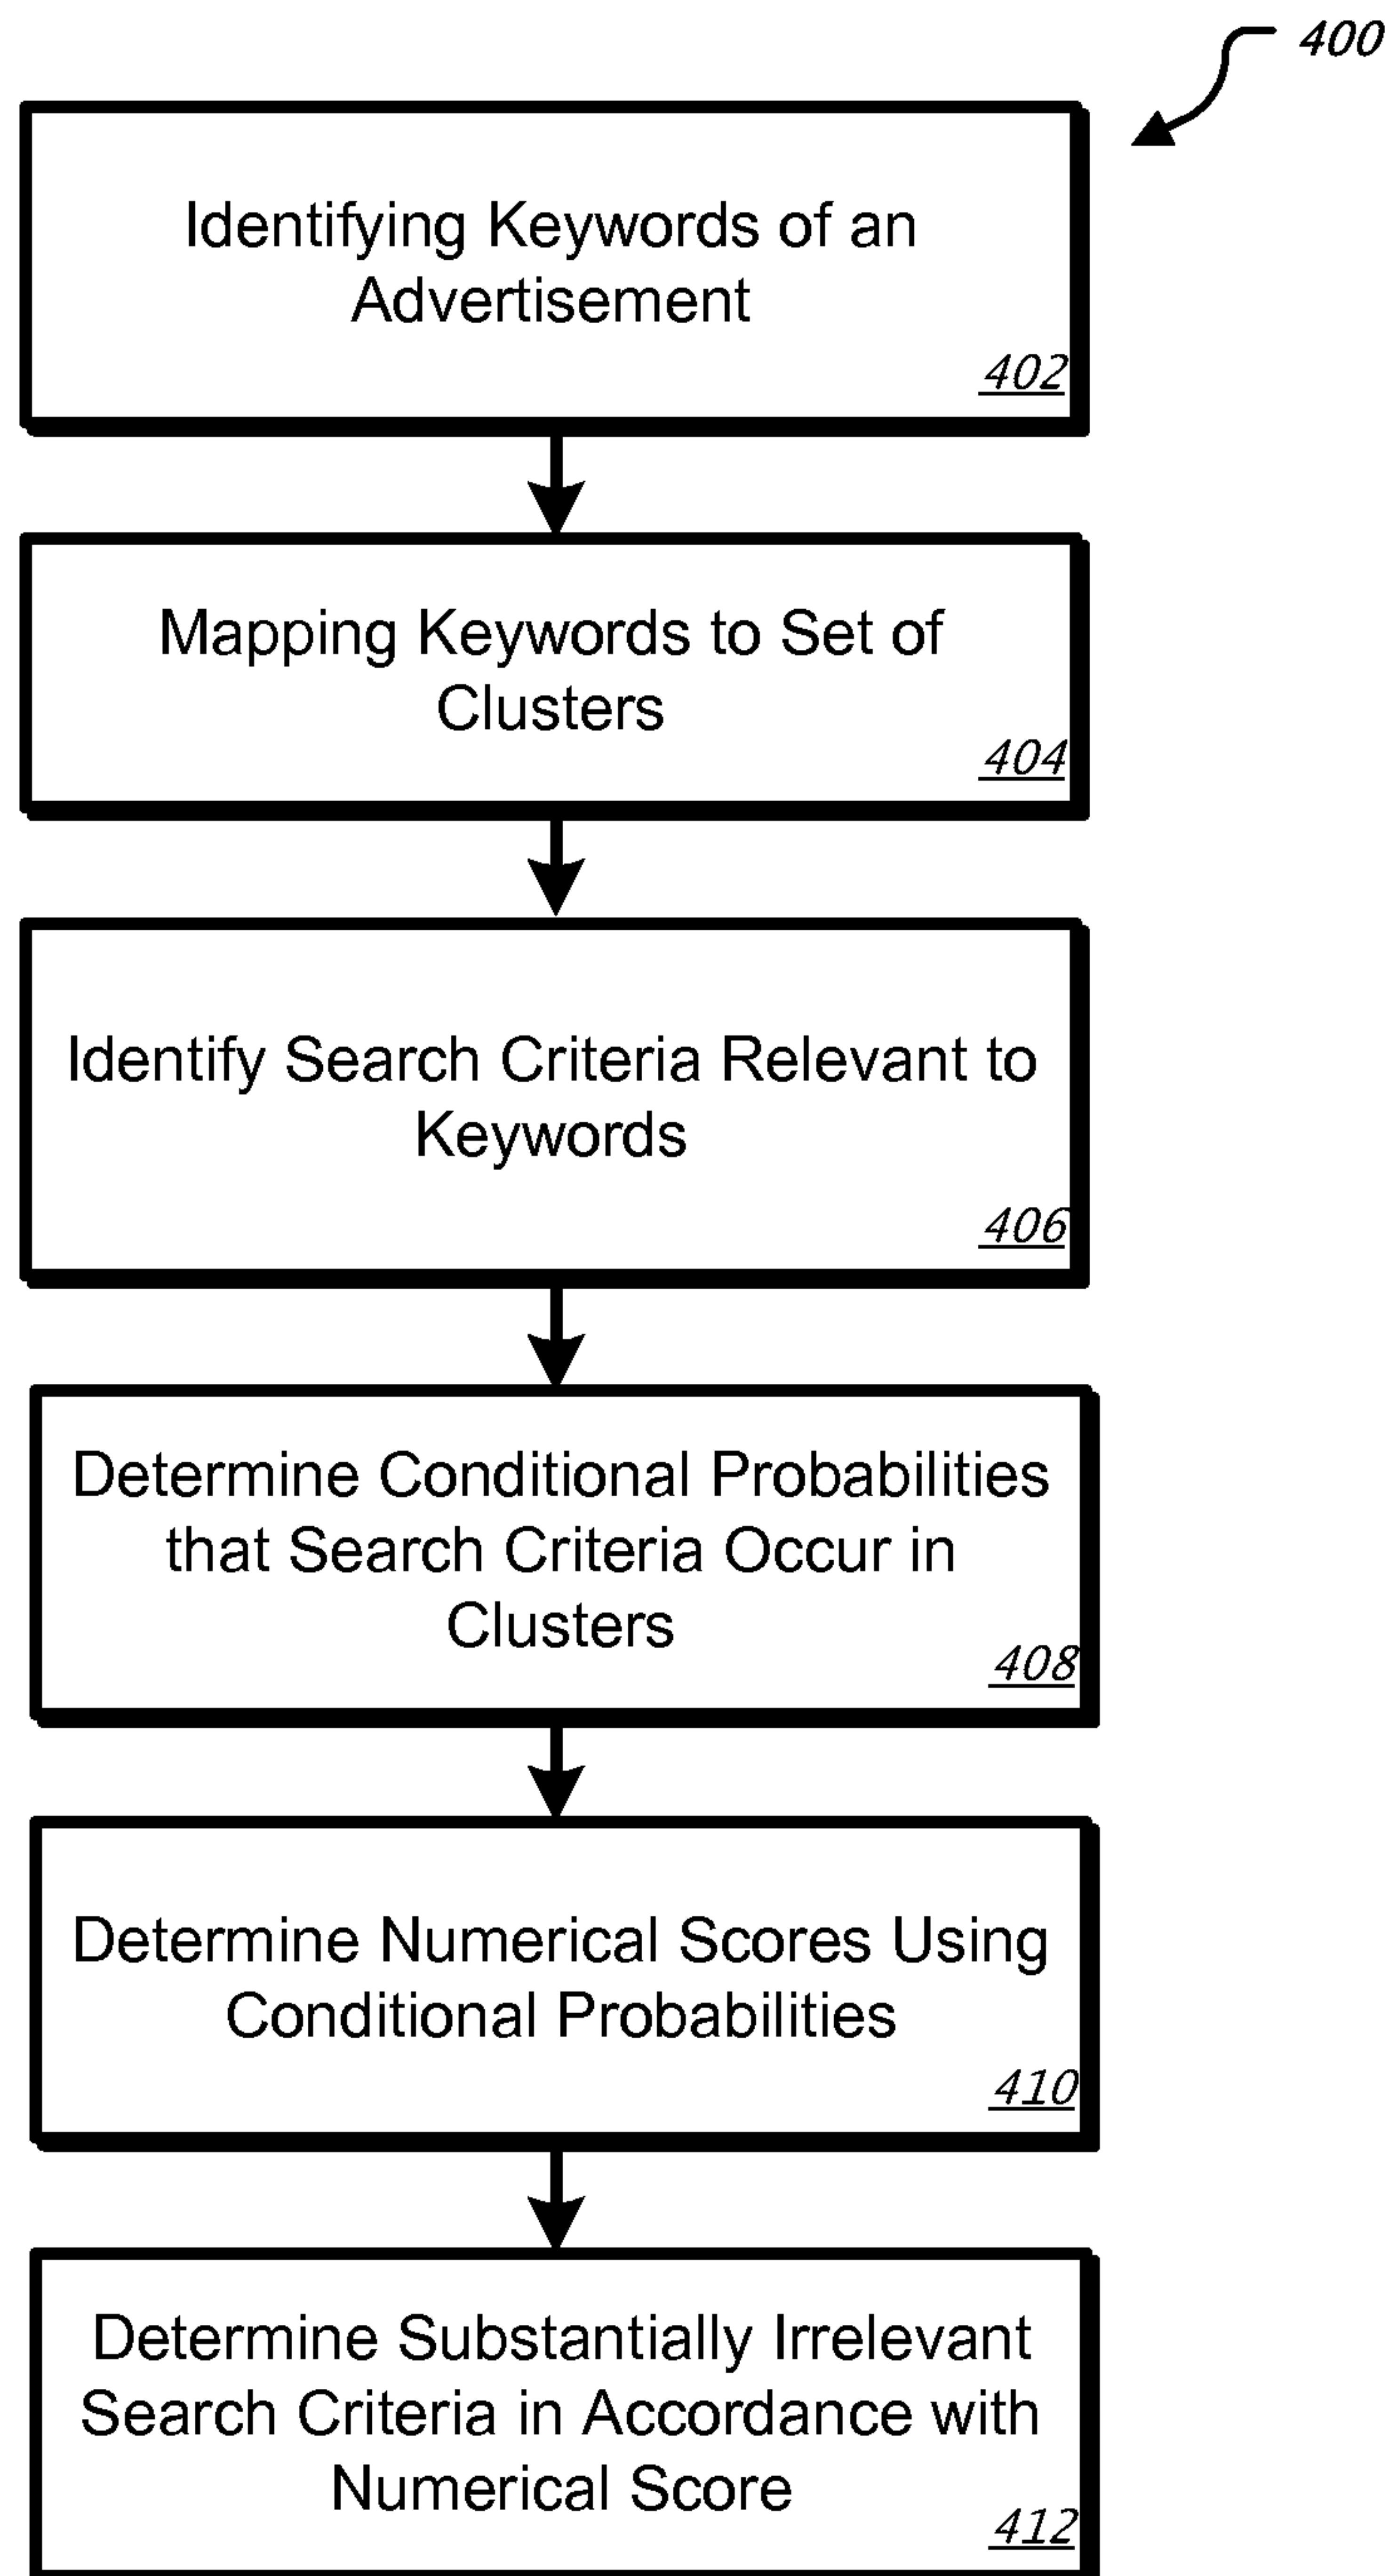 400
Identifying Keywords of an
Advertisement
402
Mapping Keywords to Set of
Clusters
404
Identify Search Criteria Relevant to
Keywords
406
Determine Conditional Probabilities
that Search Criteria Occur in
Clusters
408
Determine Numerical Scores Using
Conditional Probabilities
410
Determine Substantially Irrelevant
Search Criteria in Accordance with
Numerical Score
412